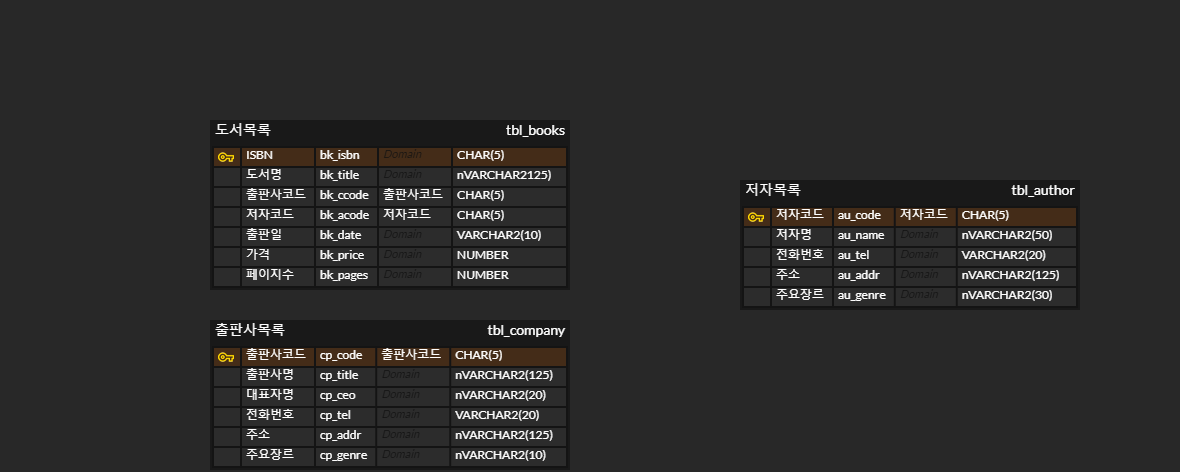 도서목록 tbl_books
ISBN bk_isbn Domain CHAR(5)
도서명 bk_title Domain nVARCHAR2125)
출판사코드 bk_ccode 출판사코드 CHAR(5)
저자코드 bk_acode 저자코드 CHAR(5)
출판일 bk_date Domain VARCHAR2(10)
가격 bk_price Domain NUMBER
페이지수 bk_pages Domain NUMBER
출판사목록 tbl_company
출판사코드 cp_code 출판사코드 CHAR(5)
출판사명 cp_title Domain nVARCHAR2(125)
대표자명 cp_ceo Domain nVARCHAR2(20)
전화번호 cp_tel Domain VARCHAR2(20)
주소 cp_addr Domain nVARCHAR2(125)
주요장르 cp_genre Domain nVARCHAR2(10)
저자목록 tbl_author
저자코드 au_code 저자코드 CHAR(5)
저자명 au_name Domain nVARCHAR2(50)
전화번호 au_tel Domain VARCHAR2(20)
주소 au_addr Domain nVARCHAR2(125)
주요장르 au_genre Domain nVARCHAR2(30)